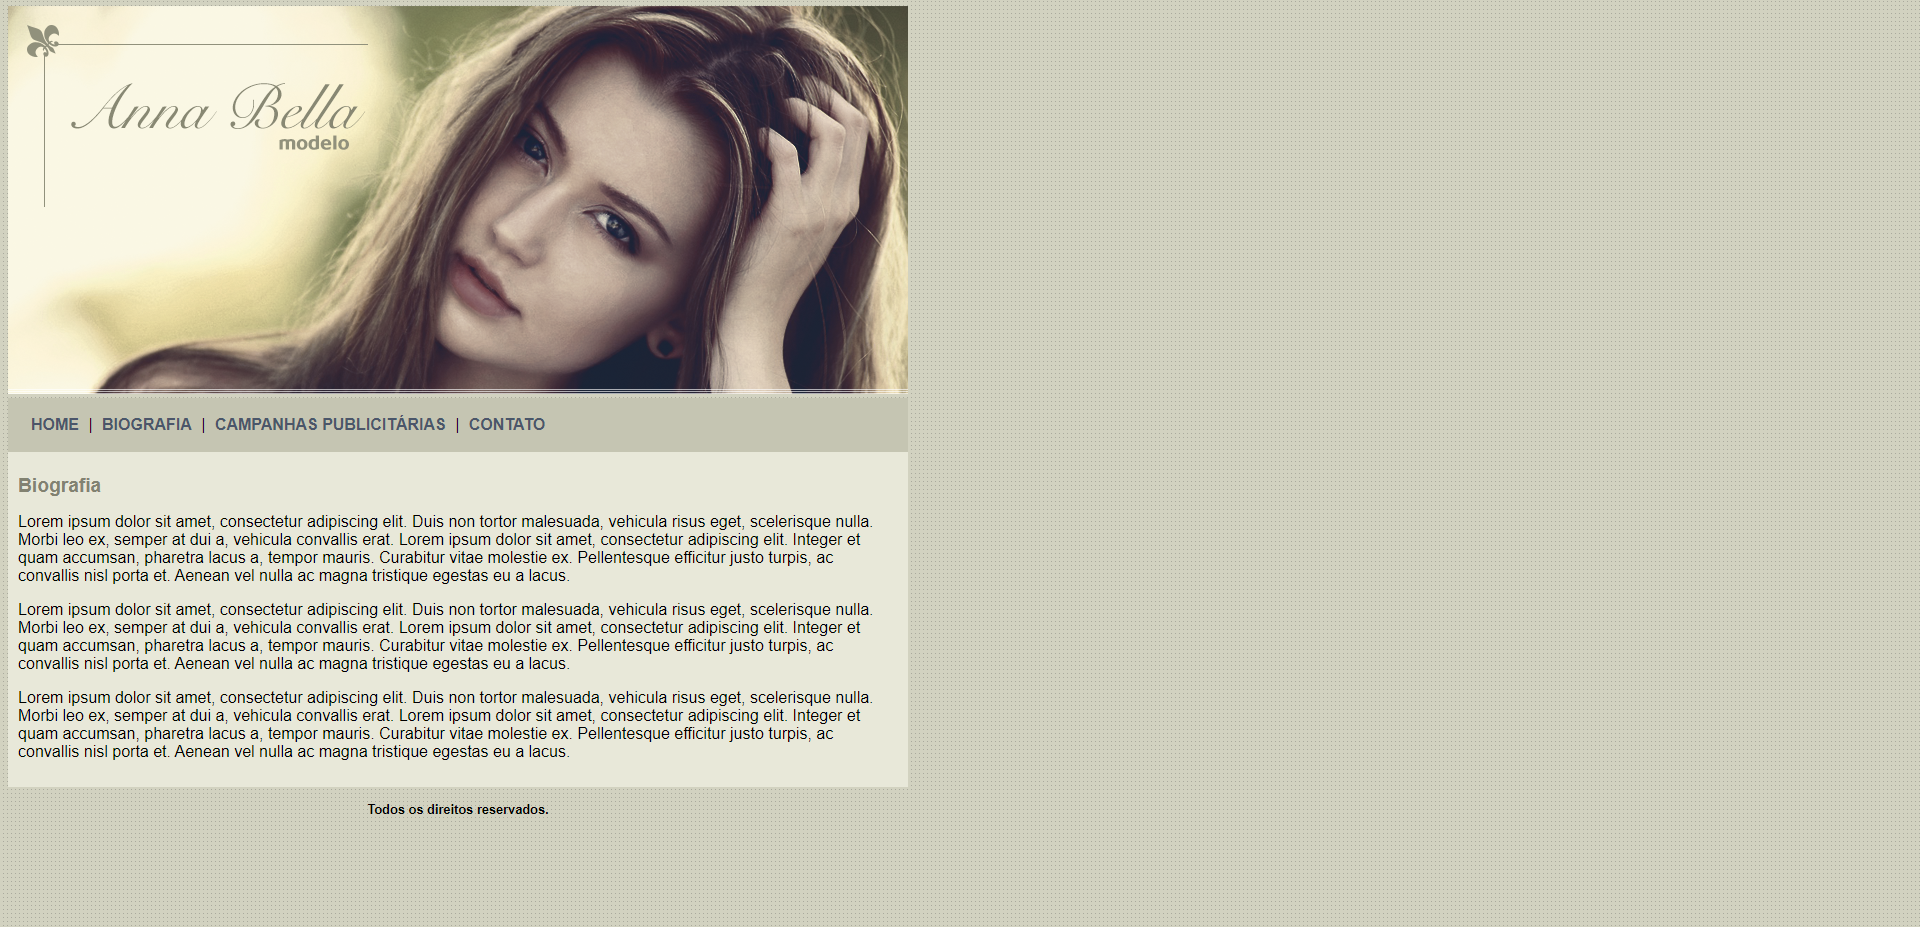 Anna Bella
modelo
HOME | BIOGRAFIA | CAMPANHAS PUBLICITÁRIAS | CONTATO
Biografia
Lorem ipsum dolor sit amet, consectetur adipiscing elit. Duis non tortor malesuada, vehicula risus eget, scelerisque nulla.
Morbi leo ex, semper at dui a, vehicula convallis erat. Lorem ipsum dolor sit amet, consectetur adipiscing elit. Integer et
quam accumsan, pharetra lacus a, tempor mauris. Curabitur vitae molestie ex. Pellentesque efficitur justo turpis, ac
convallis nisl porta et. Aenean vel nulla ac magna tristique egestas eu a lacus.
Lorem ipsum dolor sit amet, consectetur adipiscing elit. Duis non tortor malesuada, vehicula risus eget, scelerisque nulla.
Morbi leo ex, semper at dui a, vehicula convallis erat. Lorem ipsum dolor sit amet, consectetur adipiscing elit. Integer et
quam accumsan, pharetra lacus a, tempor mauris. Curabitur vitae molestie ex. Pellentesque efficitur justo turpis, ac
convallis nisl porta et. Aenean vel nulla ac magna tristique egestas eu a lacus.
Lorem ipsum dolor sit amet, consectetur adipiscing elit. Duis non tortor malesuada, vehicula risus eget, scelerisque nulla.
Morbi leo ex, semper at dui a, vehicula convallis erat. Lorem ipsum dolor sit amet, consectetur adipiscing elit. Integer et
quam accumsan, pharetra lacus a, tempor mauris. Curabitur vitae molestie ex. Pellentesque efficitur justo turpis, ac
convallis nisl porta et. Aenean vel nulla ac magna tristique egestas eu a lacus.
Todos os direitos reservados.